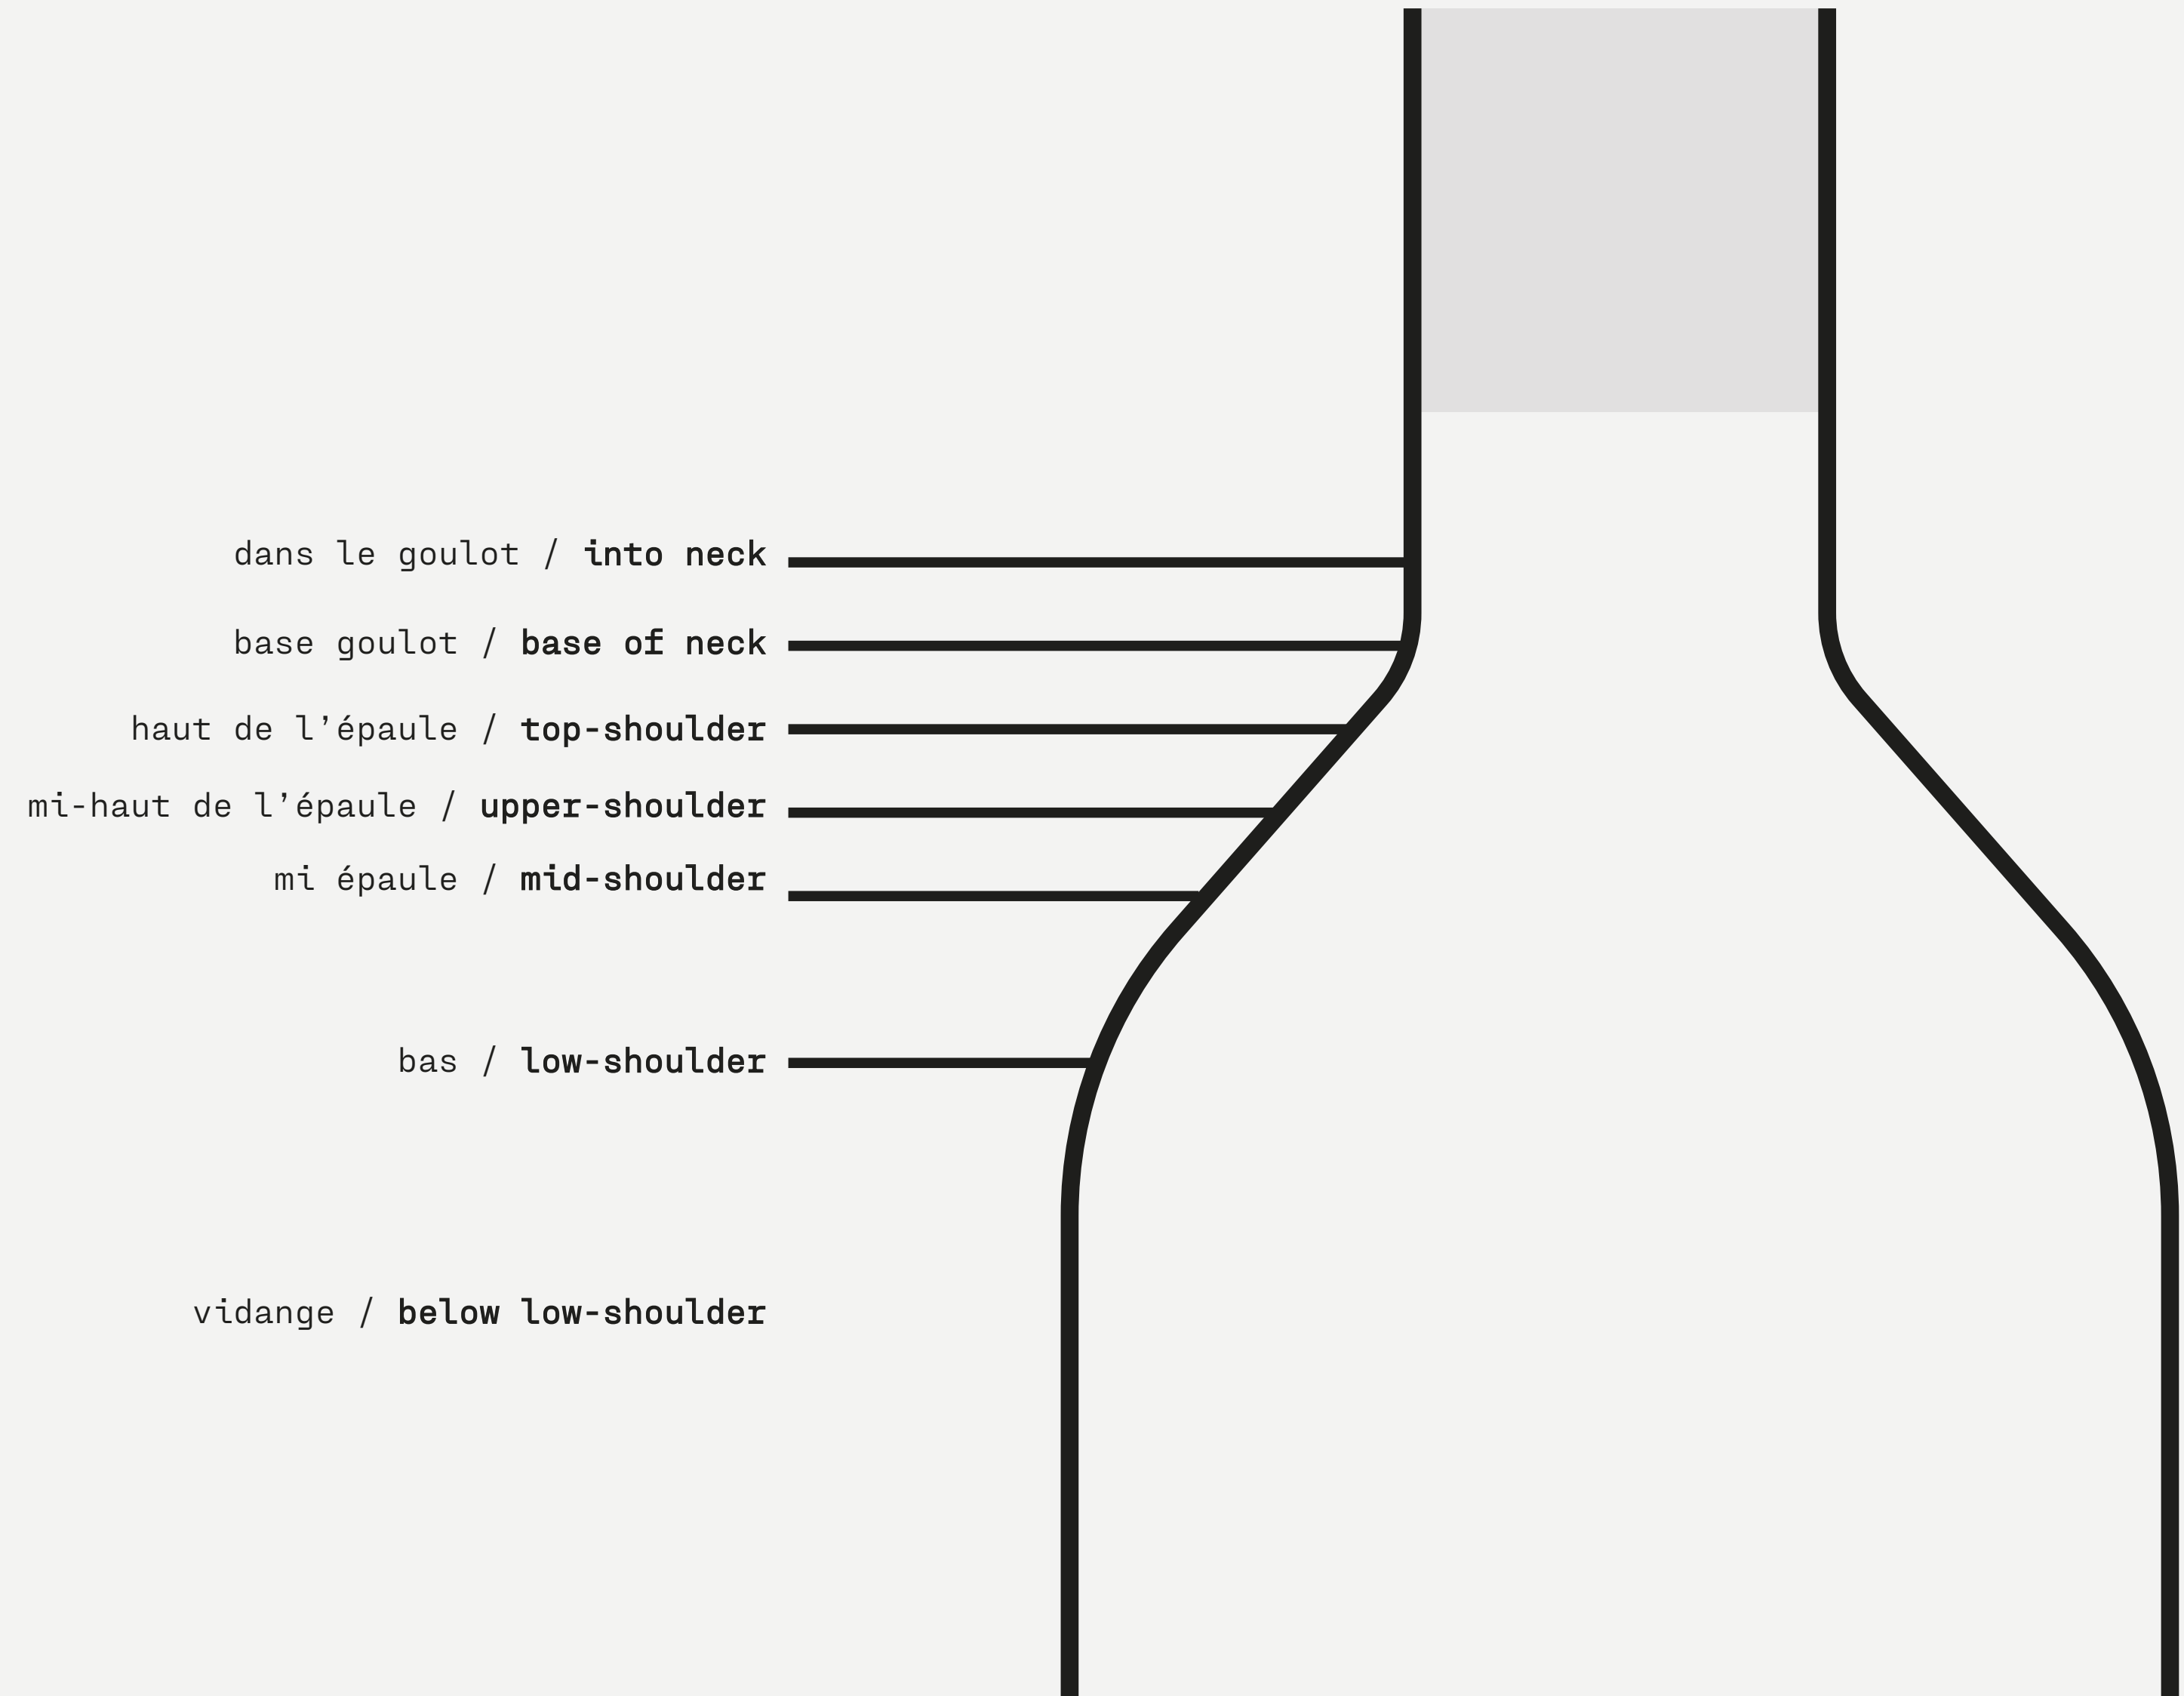 dans le goulot / into neck
base goulot / base of neck
haut de l’épaule / top-shoulder
mi-haut de l’épaule / upper-shoulder
mi épaule / mid-shoulder
bas / low-shoulder
vidange / below low-shoulder